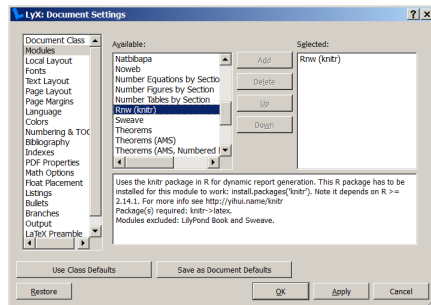 LyX: Document Settings
Document Class
Modules
Local Layout
Fonts
Text Layout
Page Layout
Page Margins
Language
Colors
Numbering & TOC
Bibliography
Indexes
PDF Properties
Math Options
Float Placement
Listings
Bullets
Branches
Output
LaTeX Preamble
Available:
Natbibapa
Noweb
Number Equations by Sectio
Number Figures by Section
Number Tables by Section
Rnw (knitr)
Sweave
Theorems
Theorems (AMS)
Theorems (AMS, Numbered
Add
Delete
Up
Down
Selected:
Rnw (knitr)
Uses the knitr package in R for dynamic report generation. This R package has to be
installed for this module to work: install.packages('knitr'). Note it depends on R >=
2.14.1. For more info see http://yihui.name/knitr
Package(s) required: knitr->latex.
Modules excluded: LilyPond Book and Sweave.
Use Class Defaults
Save as Document Defaults
Restore
OK
Apply
Cancel